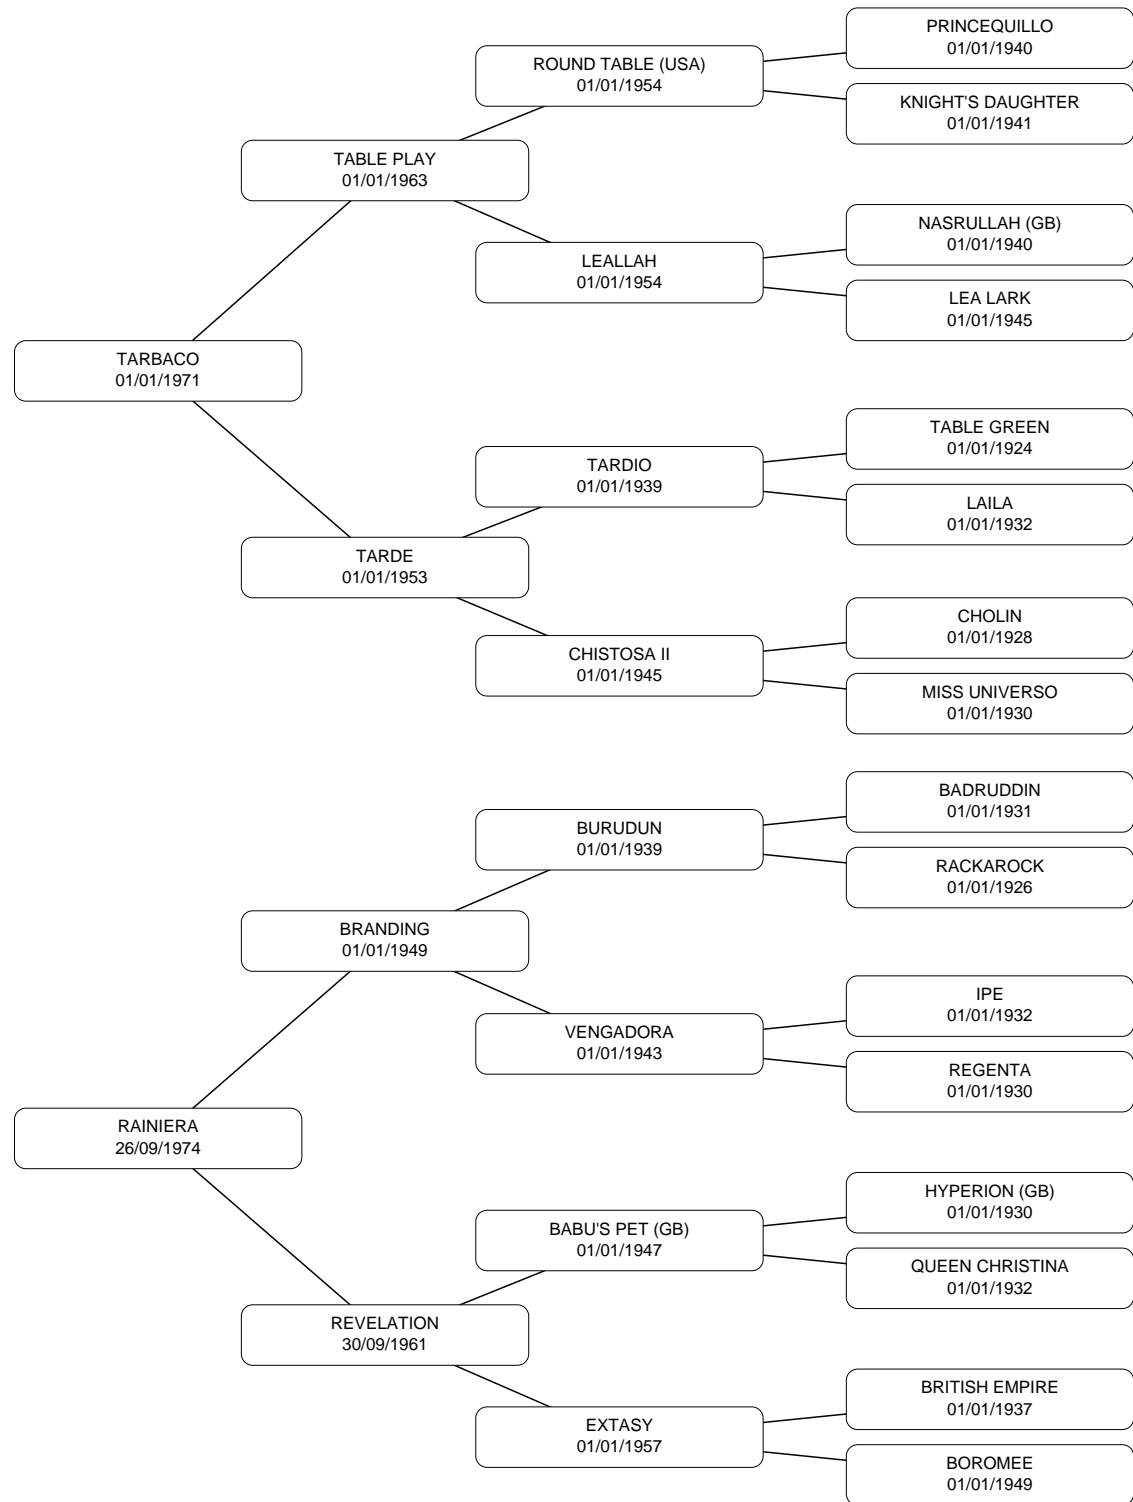 PRINCEQUILLO
01/01/1940
ROUND TABLE (USA)
01/01/1954
KNIGHT'S DAUGHTER
01/01/1941
TABLE PLAY
01/01/1963
NASRULLAH (GB)
01/01/1940
LEALLAH
01/01/1954
LEA LARK
01/01/1945
TARBACO
01/01/1971
TABLE GREEN
01/01/1924
TARDIO
01/01/1939
LAILA
01/01/1932
TARDE
01/01/1953
CHOLIN
01/01/1928
CHISTOSA II
01/01/1945
MISS UNIVERSO
01/01/1930
BADRUDDIN
01/01/1931
BURUDUN
01/01/1939
RACKAROCK
01/01/1926
BRANDING
01/01/1949
IPE
01/01/1932
VENGADORA
01/01/1943
REGENTA
01/01/1930
RAINIERA
26/09/1974
HYPERION (GB)
01/01/1930
BABU'S PET (GB)
01/01/1947
QUEEN CHRISTINA
01/01/1932
REVELATION
30/09/1961
BRITISH EMPIRE
01/01/1937
EXTASY
01/01/1957
BOROMEE
01/01/1949